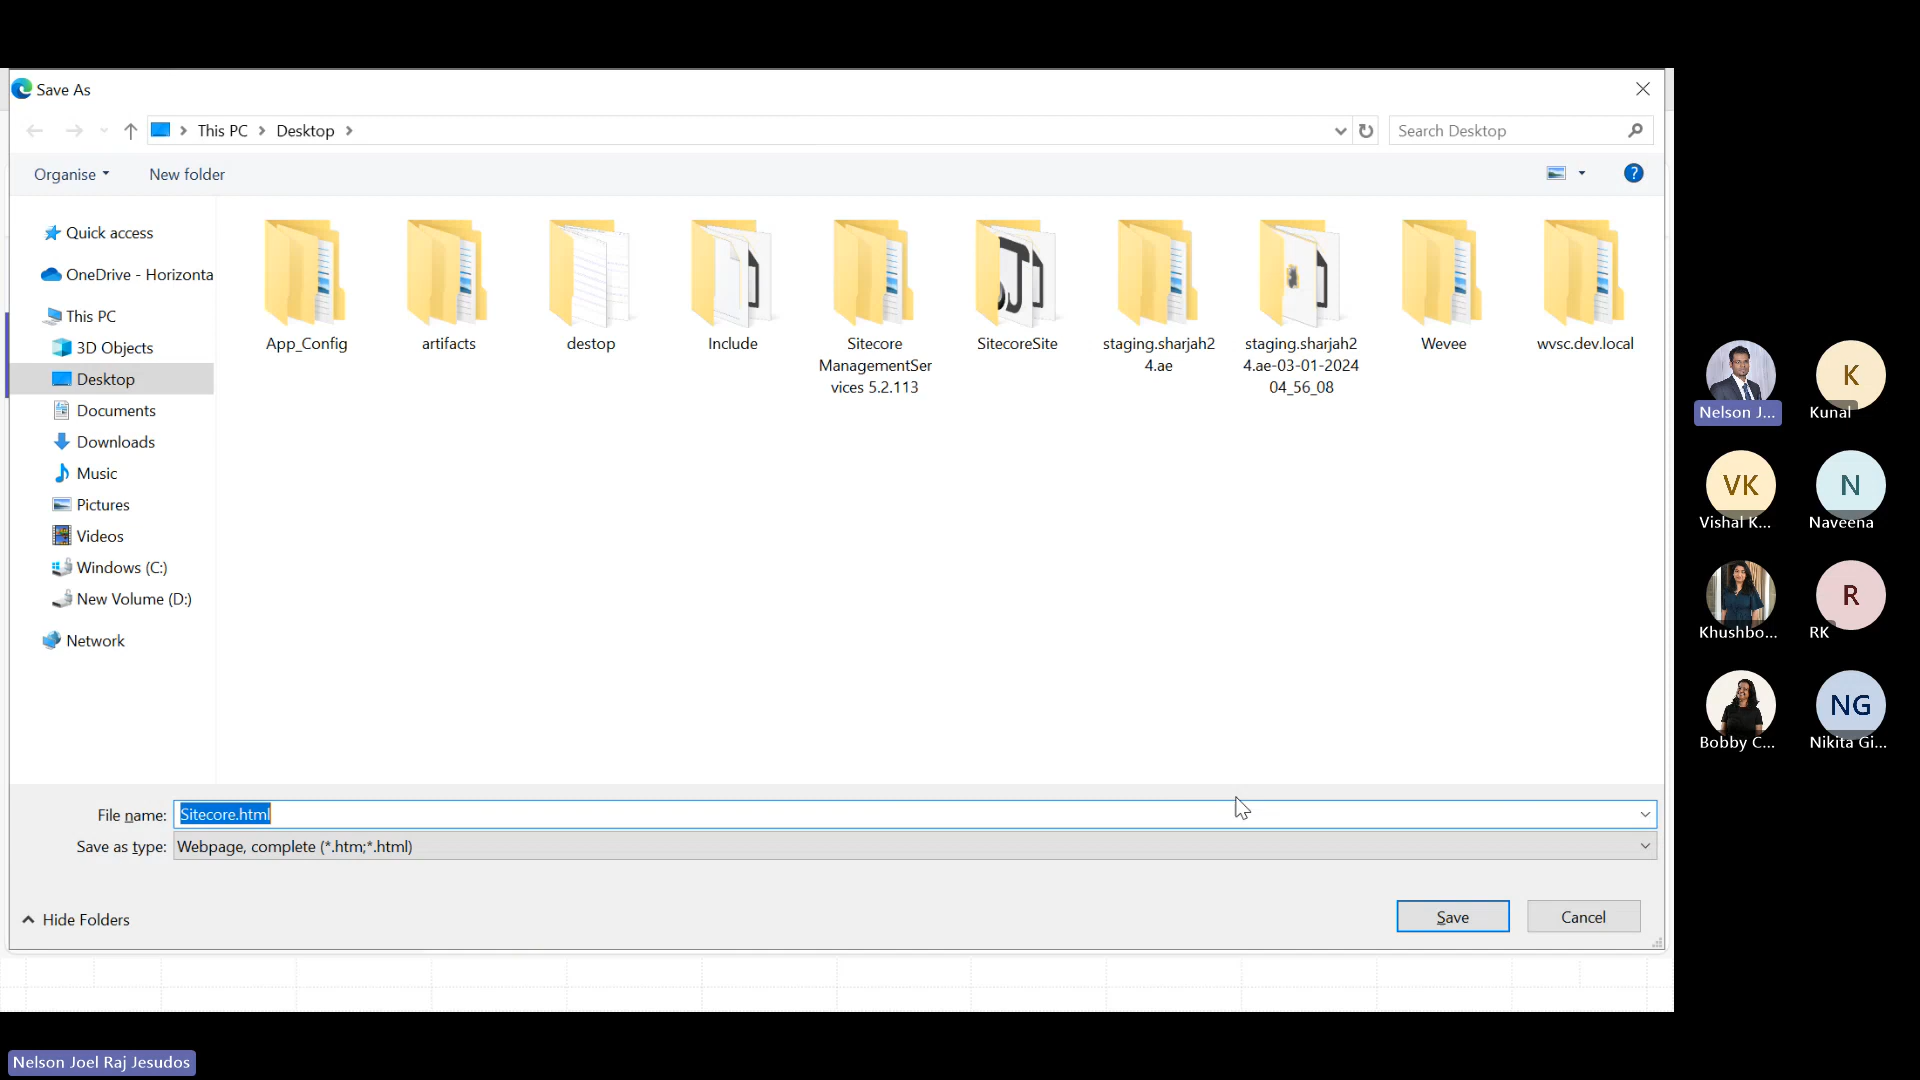 Save As
This PC
Desktop
Search Desktop
Organise
New folder
?
Quick access
OneDrive - Horizonta
This PC
3D Objects
Desktop
Documents
Downloads
Music
Pictures
Videos
Windows (C:)
New Volume (D:)
Network
App_Config
artifacts
destop
Include
Sitecore
ManagementSer
vices 5.2.113
SitecoreSite
staging.sharjah2
4.ae
staging.sharjah2
4.ae-03-01-2024
04_56_08
Wevee
wvsc.dev.local
File name:
Sitecore.html
Save as type:
Webpage, complete (*.htm;*.html)
Hide Folders
Save
Cancel
Nelson J...
K
Kunal
VK
Vishal K...
N
Naveena
Khushbo...
R
RK
Bobby C...
NG
Nikita Gi...
Nelson Joel Raj Jesudos